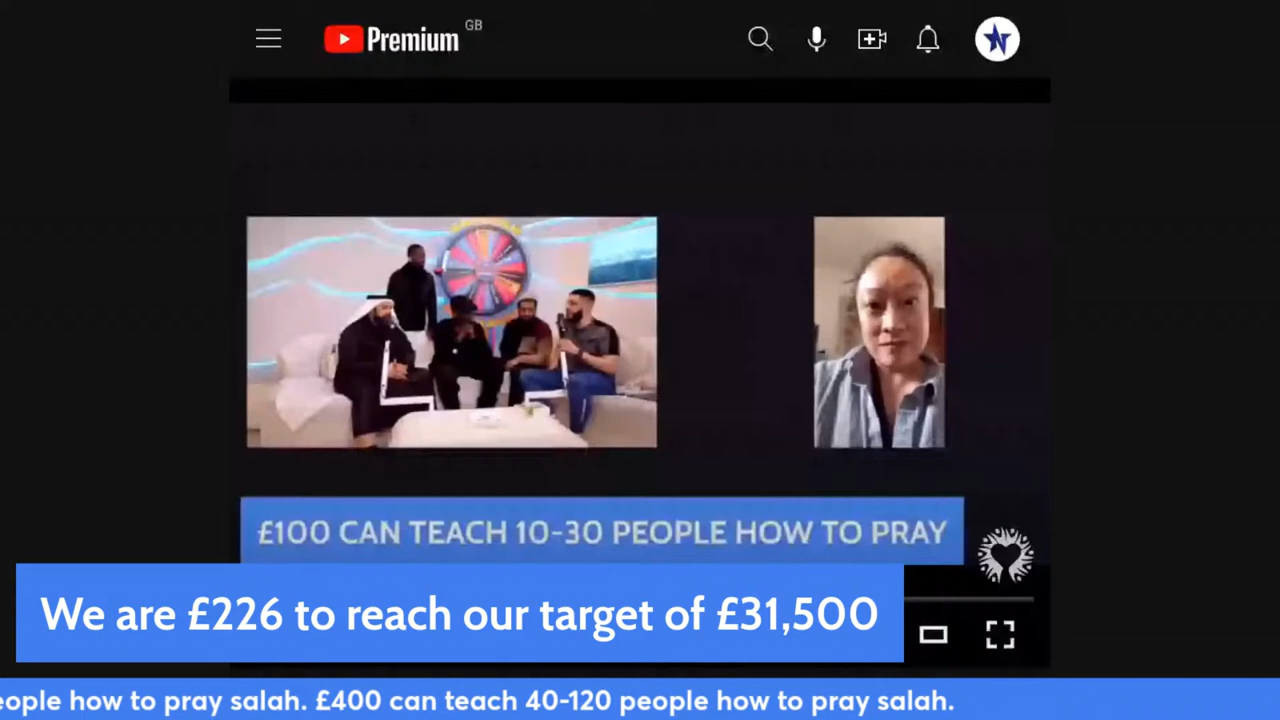 Premium GB
£100 CAN TEACH 10-30 PEOPLE HOW TO PRAY
We are £226 to reach our target of £31,500
eople how to pray salah. £400 can teach 40-120 people how to pray salah.